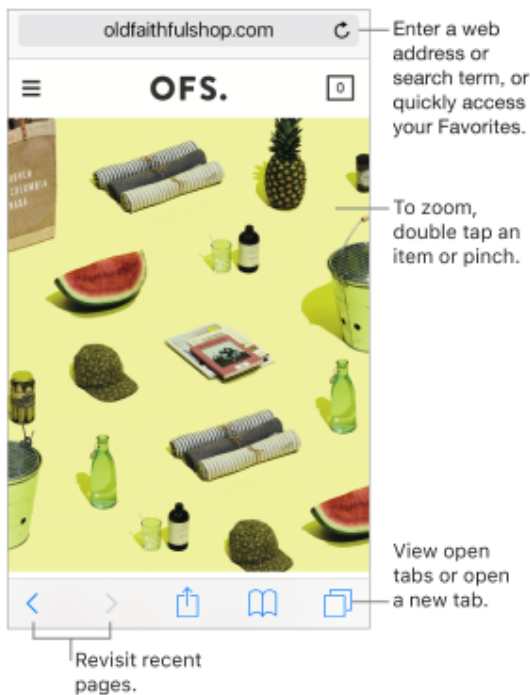 oldfaithfulshop.com
OFS.
0
COLUMBIA
Enter a web
address or
search term, or
quickly access
your Favorites.
To zoom,
double tap an
item or pinch.
View open
tabs or open
a new tab.
Revisit recent
pages.